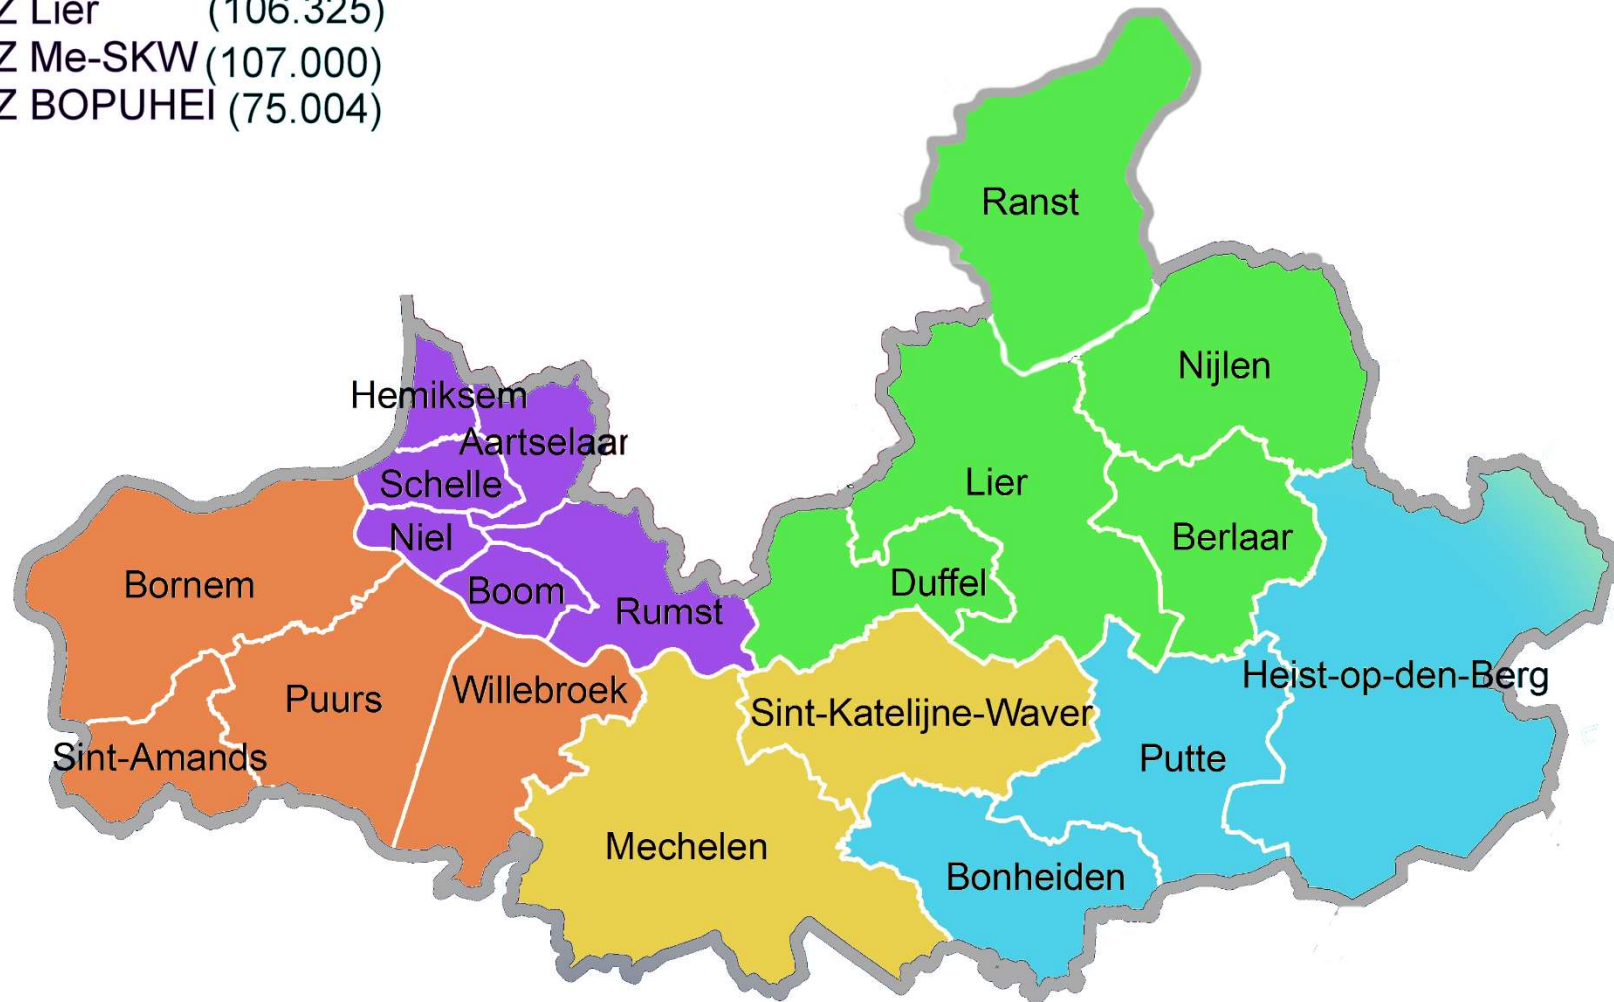 Z Lier (106.325)
Z Me-SKW (107.000)
Z BOPUHEI (75.004)
Ranst
Nijlen
Hemiksem
Aartselaar
Schelle
Lier
Niel
Berlaar
Bornem
Duffel
Boom
Rumst
Heist-op-den-Berg
Puurs
Willebroek
Sint-Katelijne-Waver
Sint-Amands
Putte
Mechelen
Bonheiden